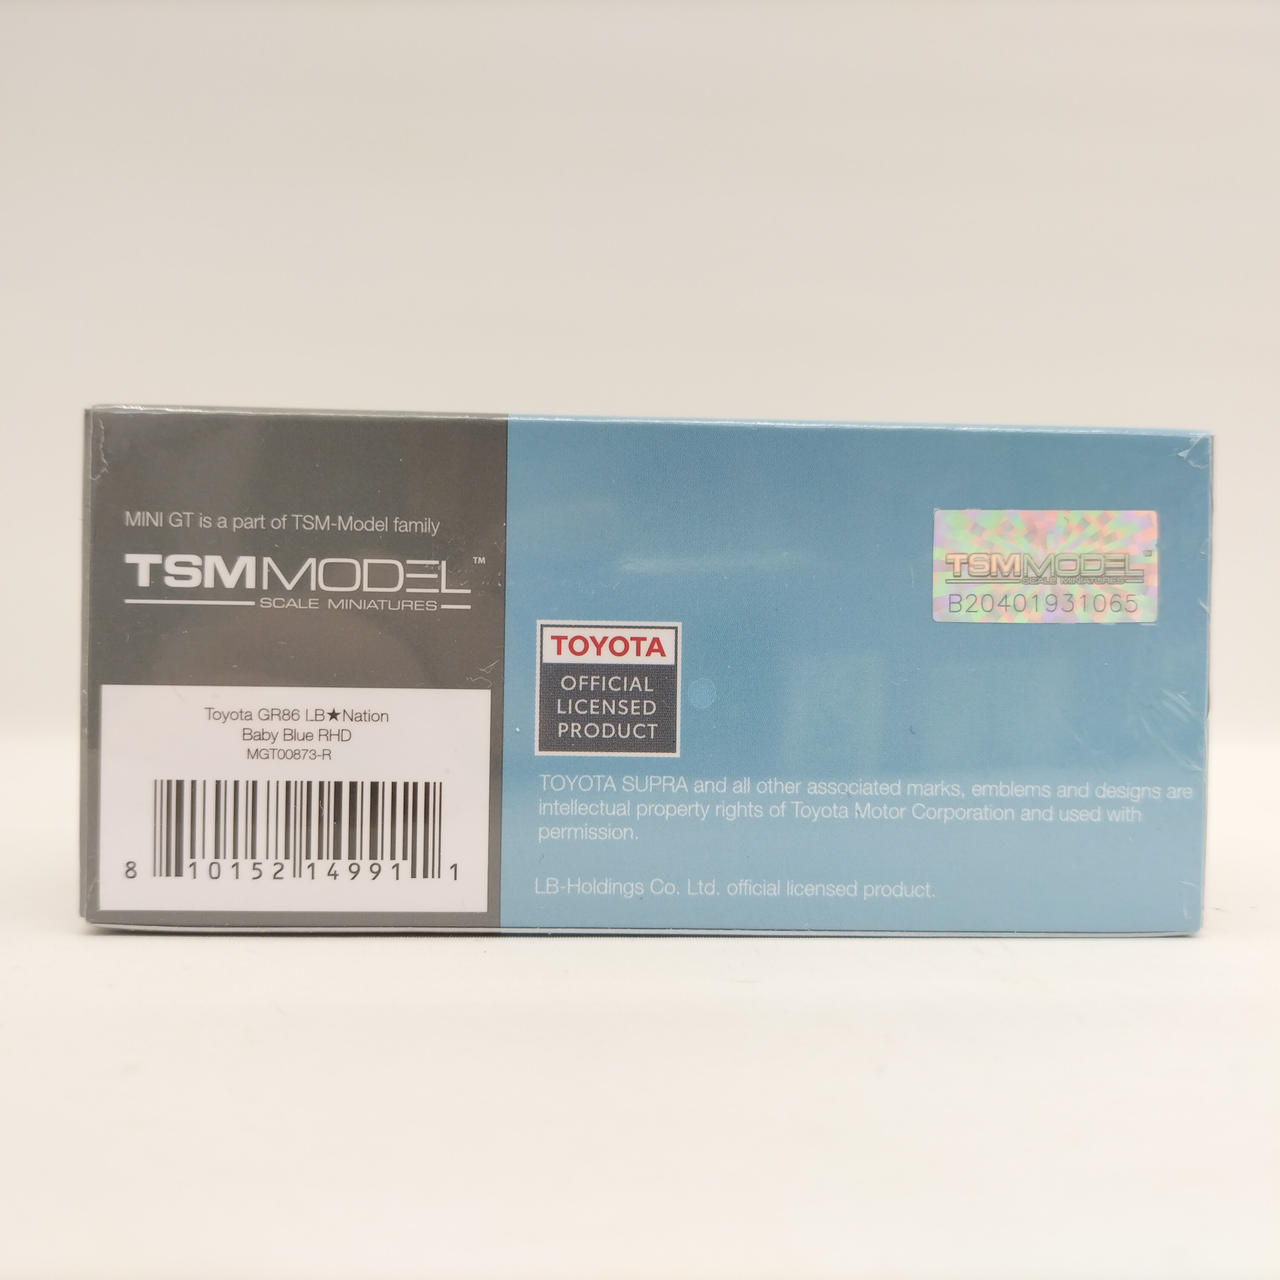 MINI GT is a part of TSM-Model family
TSMMODEL™
SCALE MINIATURES
Toyota GR86 LB★Nation
Baby Blue RHD
MGT00873-R
8 10152 14991 1
TSMMODEL™
SCALE MINIATURES
B20401931065
TOYOTA
OFFICIAL
LICENSED
PRODUCT
TOYOTA SUPRA and all other associated marks, emblems and designs are
intellectual property rights of Toyota Motor Corporation and used with
permission.
LB-Holdings Co. Ltd. official licensed product.